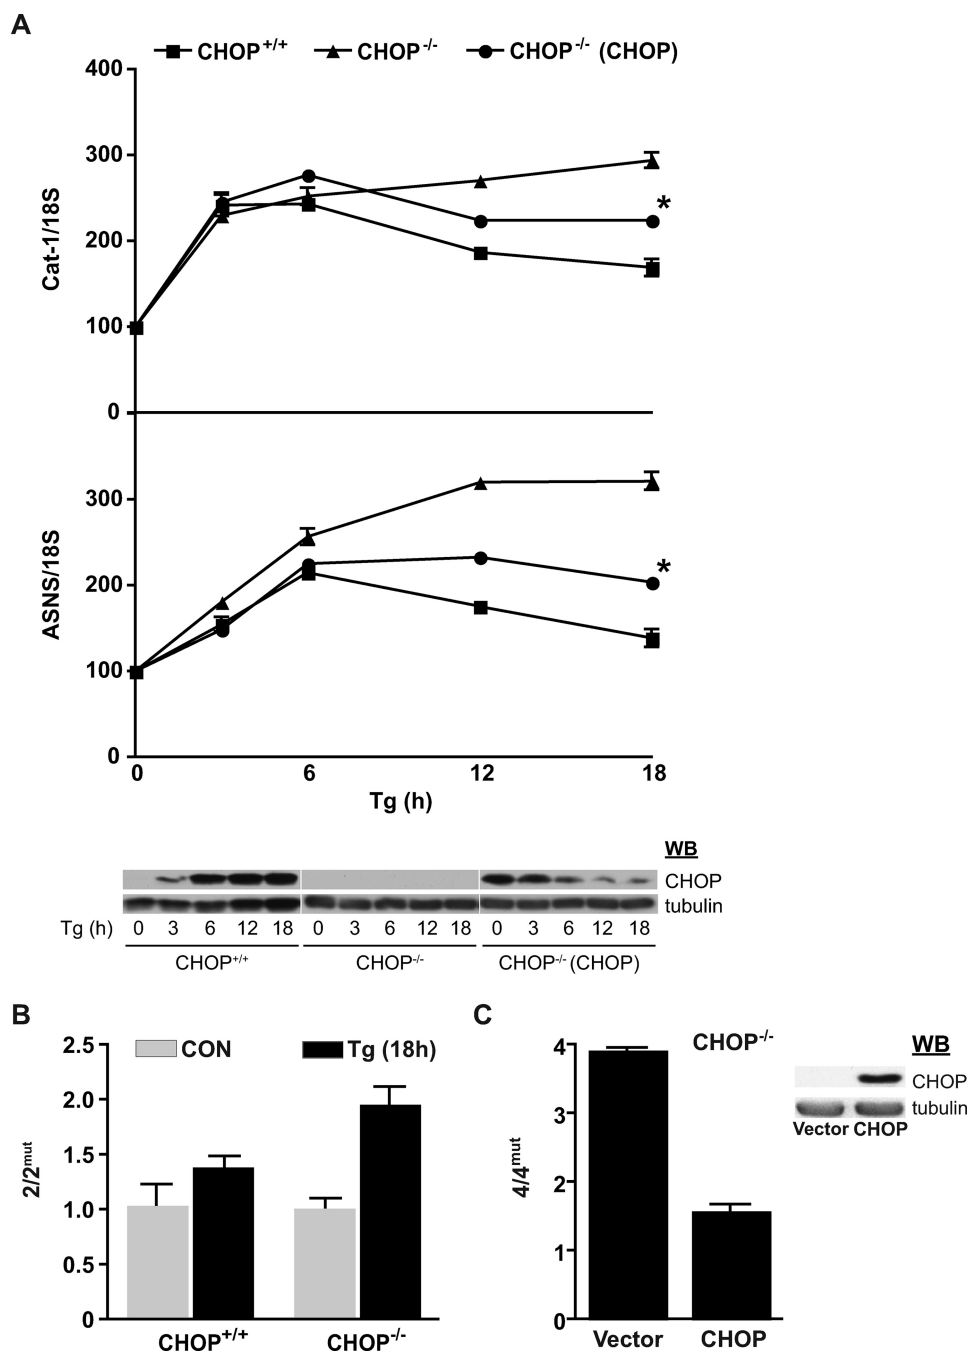 A
CHOP+/+ CHOP-/- CHOP-/- (CHOP)
400
300
200
100
0
Cat-1/18S
*
300
200
100
0
ASNS/18S
*
0 6 12 18
Tg (h)
WB
CHOP
tubulin
Tg (h) 0 3 6 12 18 0 3 6 12 18 0 3 6 12 18
CHOP+/+ CHOP-/- CHOP-/- (CHOP)
B
CON Tg (18h)
2.5
2.0
1.5
1.0
0.5
0
2/2mut
CHOP+/+ CHOP-/-
C
CHOP-/-
4
3
2
1
0
4/4mut
Vector CHOP
WB
CHOP
tubulin
Vector CHOP